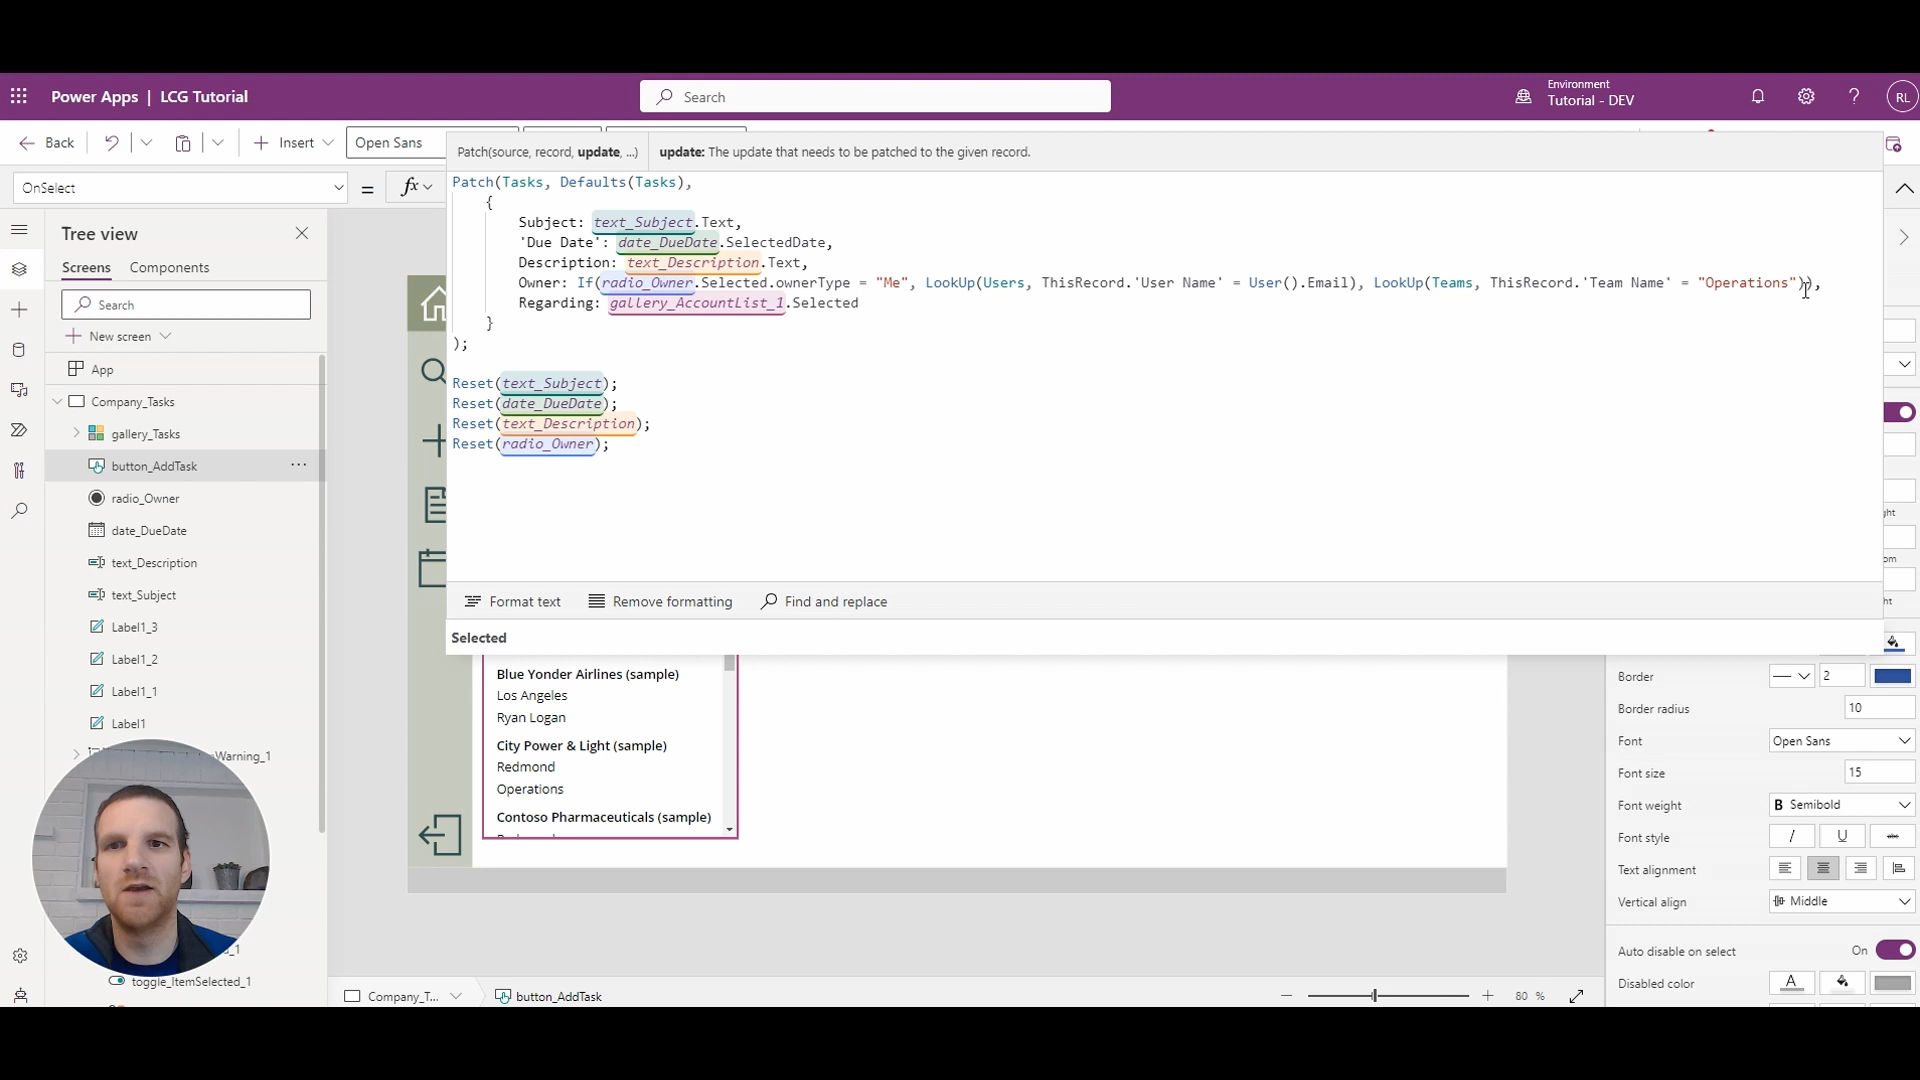 Power Apps | LCG Tutorial
Search
Environment
Tutorial - DEV
RL
Back
Insert
Open Sans
Patch(source, record, update, ...)
update: The update that needs to be patched to the given record.
OnSelect
=
fx
Patch(Tasks, Defaults(Tasks),
{
Subject: text_Subject.Text,
'Due Date': date_DueDate.SelectedDate,
Description: text_Description.Text,
Owner: If(radio_Owner.Selected.ownerType = "Me", LookUp(Users, ThisRecord.'User Name' = User().Email), LookUp(Teams, ThisRecord.'Team Name' = "Operations")),
Regarding: gallery_AccountList_1.Selected
}
);
Reset(text_Subject);
Reset(date_DueDate);
Reset(text_Description);
Reset(radio_Owner);
Format text
Remove formatting
Find and replace
Selected
Tree view
Screens
Components
Search
New screen
App
Company_Tasks
gallery_Tasks
button_AddTask
radio_Owner
date_DueDate
text_Description
text_Subject
Label1_3
Label1_2
Label1_1
Label1
Warning_1
_1
toggle_ItemSelected_1
Blue Yonder Airlines (sample)
Los Angeles
Ryan Logan
City Power & Light (sample)
Redmond
Operations
Contoso Pharmaceuticals (sample)
Company_T...
button_AddTask
80 %
ght
om
ht
Border
2
Border radius
10
Font
Open Sans
Font size
15
Font weight
B Semibold
Font style
Text alignment
Vertical align
Middle
Auto disable on select
On
Disabled color